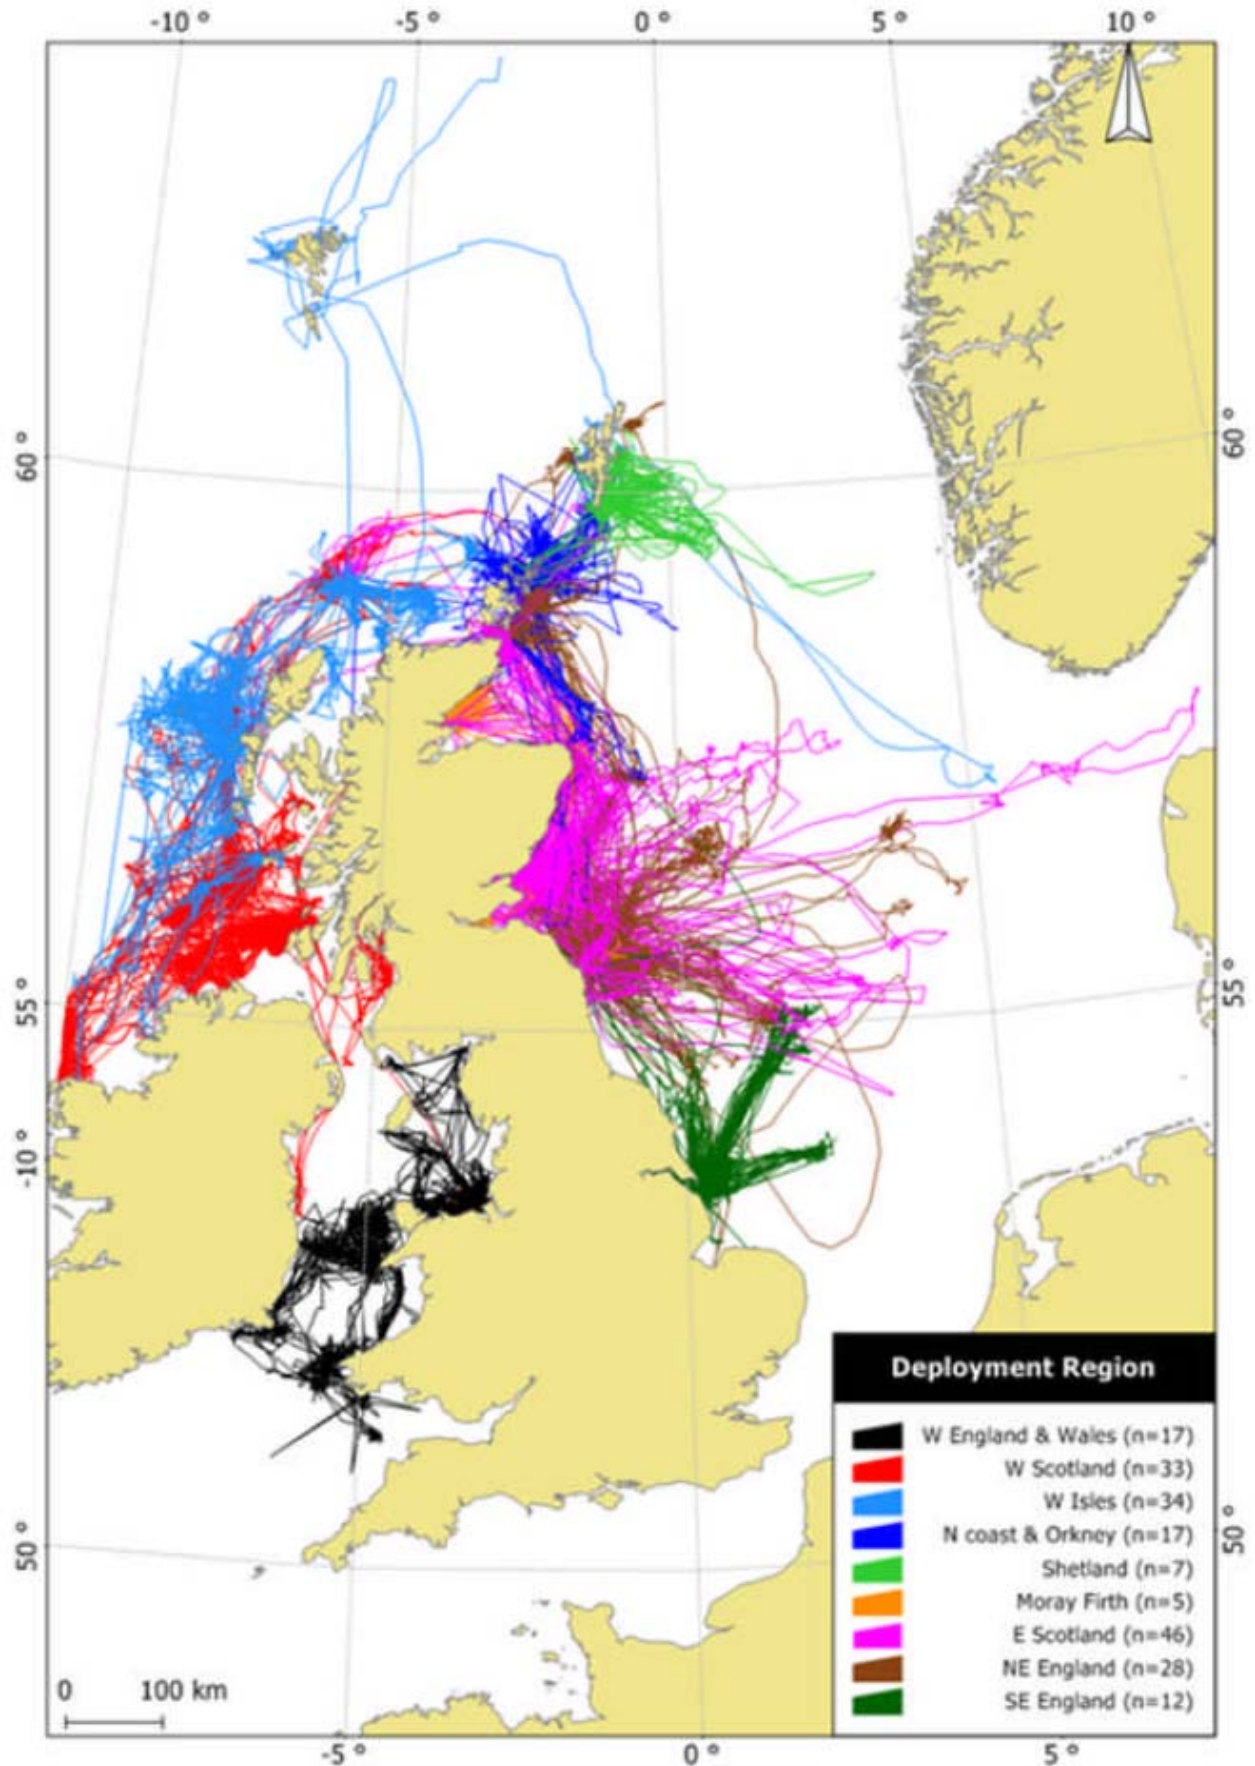 -10 °
-5 °
0 °
5 °
10 °
60 °
60 °
55 °
55 °
-10 °
50 °
50 °
Deployment Region
W England & Wales (n=17)
W Scotland (n=33)
W Isles (n=34)
N coast & Orkney (n=17)
Shetland (n=7)
Moray Firth (n=5)
E Scotland (n=46)
NE England (n=28)
SE England (n=12)
0 100 km
-5 °
0 °
5 °